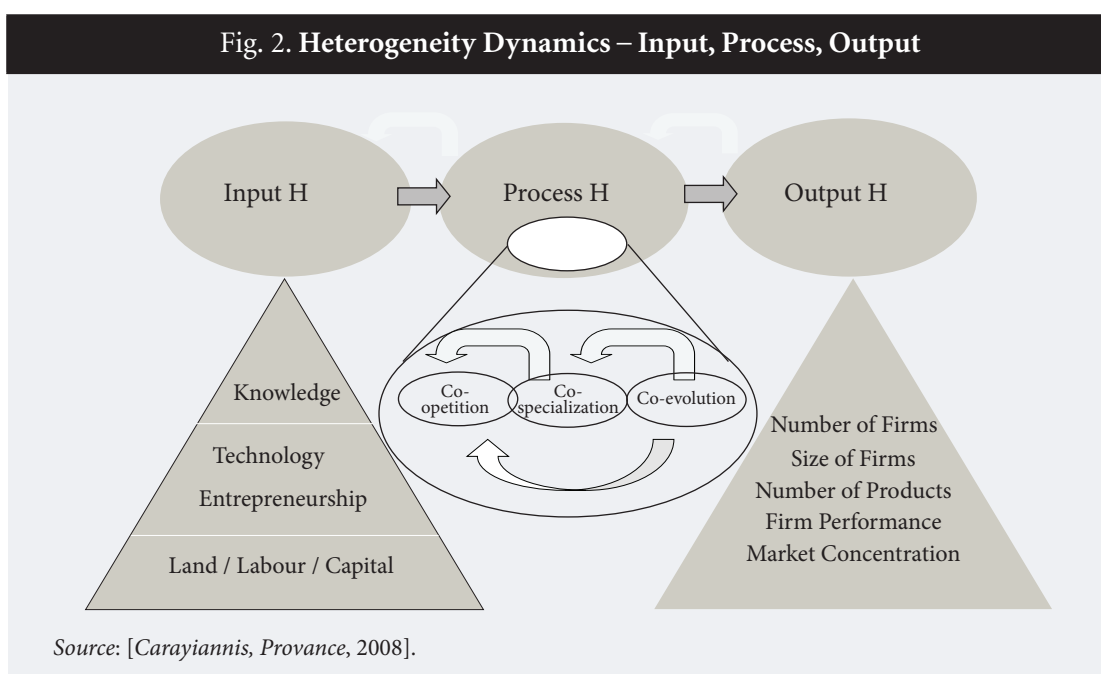 Fig. 2. Heterogeneity Dynamics – Input, Process, Output
Input H
Process H
Output H
Knowledge
Technology
Entrepreneurship
Land / Labour / Capital
Co-
opetition
Co-
specialization
Co-evolution
Number of Firms
Size of Firms
Number of Products
Firm Performance
Market Concentration
Source: [Carayiannis, Provance, 2008].